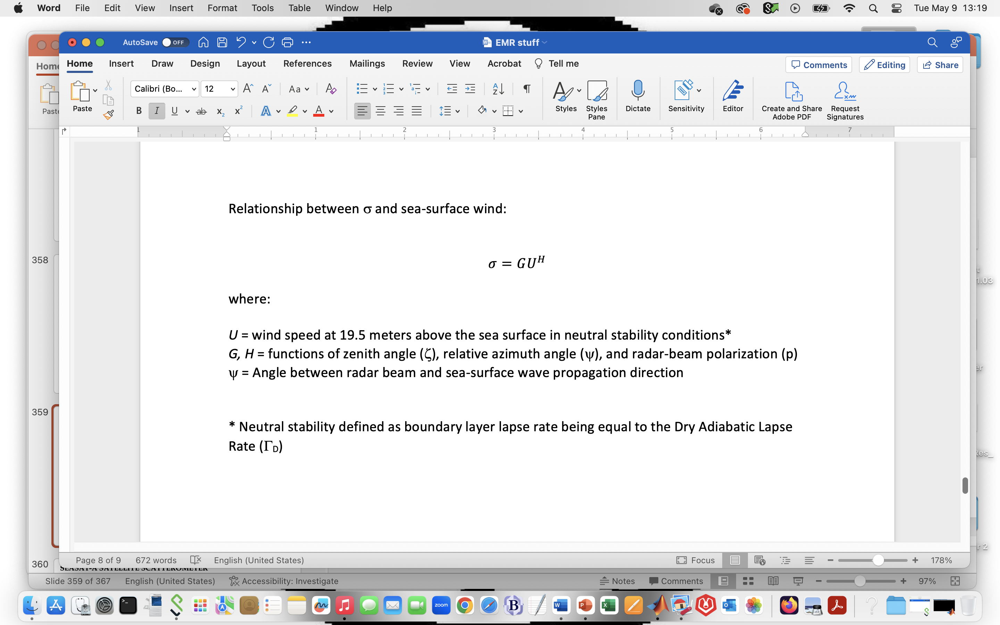 Word File Edit View Insert Format Tools Table Window Help Tue May 9 13:19
AutoSave OFF EMR stuff
Home
Home Insert Draw Design Layout References Mailings Review View Acrobat Tell me Comments Editing Share
Paste
Paste Calibri (Bo... 12 Styles Styles Pane Dictate Sensitivity Editor Create and Share Adobe PDF Request Signatures
1 1 2 3 4 5 6 7
Relationship between σ and sea-surface wind:
358
σ = GU^H
1.03
where:
U = wind speed at 19.5 meters above the sea surface in neutral stability conditions*
G, H = functions of zenith angle (ζ), relative azimuth angle (ψ), and radar-beam polarization (p)
ψ = Angle between radar beam and sea-surface wave propagation direction
359
* Neutral stability defined as boundary layer lapse rate being equal to the Dry Adiabatic Lapse
Rate (Γ_D)
Page 8 of 9 672 words English (United States) Focus 178%
360
SEASAT-A SATELLITE SCATTEROMETER
Slide 359 of 367 English (United States) Accessibility: Investigate Notes Comments 97%
zoom